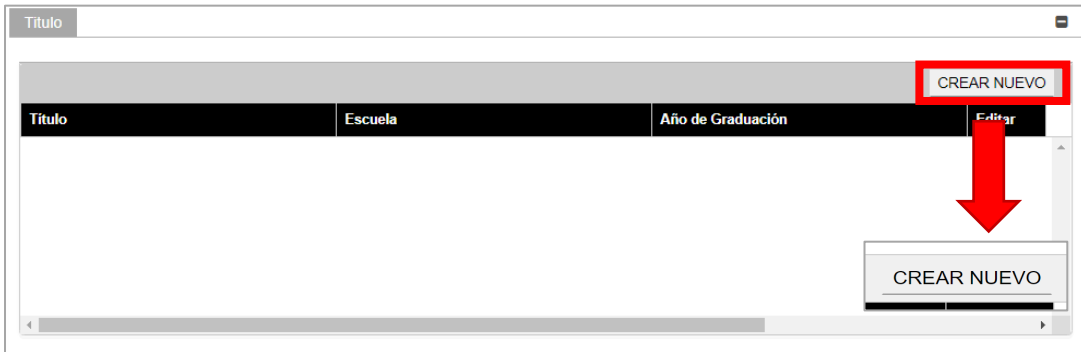 Título
CREAR NUEVO
Título Escuela Año de Graduación Editar
CREAR NUEVO